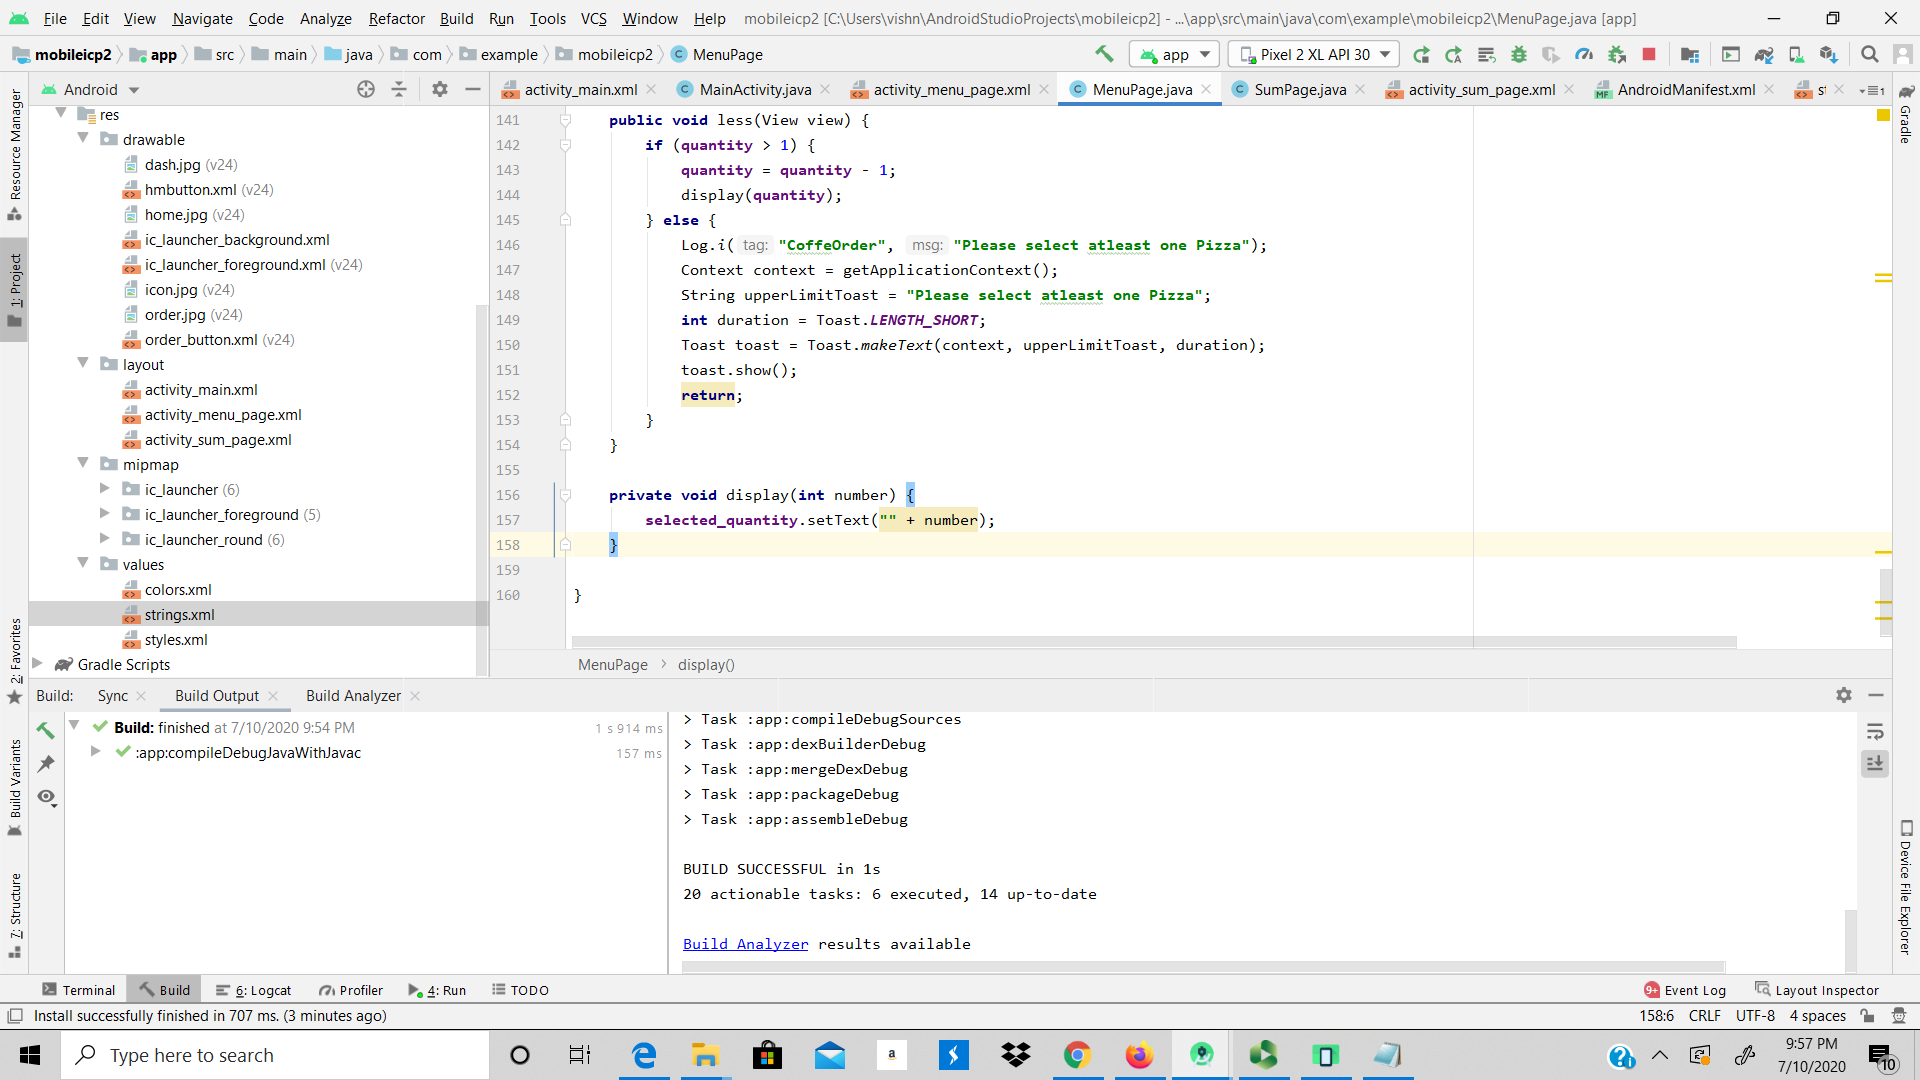 File Edit View Navigate Code Analyze Refactor Build Run Tools VCS Window Help mobileicp2 [C:\Users\vishn\AndroidStudioProjects\mobileicp2] - ...\app\src\main\java\com\example\mobileicp2\MenuPage.java [app]
mobileicp2 app src main java com example mobileicp2 MenuPage app Pixel 2 XL API 30
Android
activity_main.xml MainActivity.java activity_menu_page.xml MenuPage.java SumPage.java activity_sum_page.xml AndroidManifest.xml st 1
Resource Manager
1: Project
2: Favorites
Build Variants
7: Structure
res
drawable
dash.jpg (v24)
hmbutton.xml (v24)
home.jpg (v24)
ic_launcher_background.xml
ic_launcher_foreground.xml (v24)
icon.jpg (v24)
order.jpg (v24)
order_button.xml (v24)
layout
activity_main.xml
activity_menu_page.xml
activity_sum_page.xml
mipmap
ic_launcher (6)
ic_launcher_foreground (5)
ic_launcher_round (6)
values
colors.xml
strings.xml
styles.xml
Gradle Scripts
141 public void less(View view) {
142 if (quantity > 1) {
143 quantity = quantity - 1;
144 display(quantity);
145 } else {
146 Log.i( tag: "CoffeOrder", msg: "Please select atleast one Pizza");
147 Context context = getApplicationContext();
148 String upperLimitToast = "Please select atleast one Pizza";
149 int duration = Toast.LENGTH_SHORT;
150 Toast toast = Toast.makeText(context, upperLimitToast, duration);
151 toast.show();
152 return;
153 }
154 }
155
156 private void display(int number) {
157 selected_quantity.setText("" + number);
158 }
159
160 }
MenuPage display()
Gradle
Device File Explorer
Build: Sync Build Output Build Analyzer
Build: finished at 7/10/2020 9:54 PM 1 s 914 ms
:app:compileDebugJavaWithJavac 157 ms
> Task :app:compileDebugSources
> Task :app:dexBuilderDebug
> Task :app:mergeDexDebug
> Task :app:packageDebug
> Task :app:assembleDebug
BUILD SUCCESSFUL in 1s
20 actionable tasks: 6 executed, 14 up-to-date
Build Analyzer results available
Terminal Build 6: Logcat Profiler 4: Run TODO 9+ Event Log Layout Inspector
Install successfully finished in 707 ms. (3 minutes ago) 158:6 CRLF UTF-8 4 spaces
Type here to search
9:57 PM
7/10/2020
10